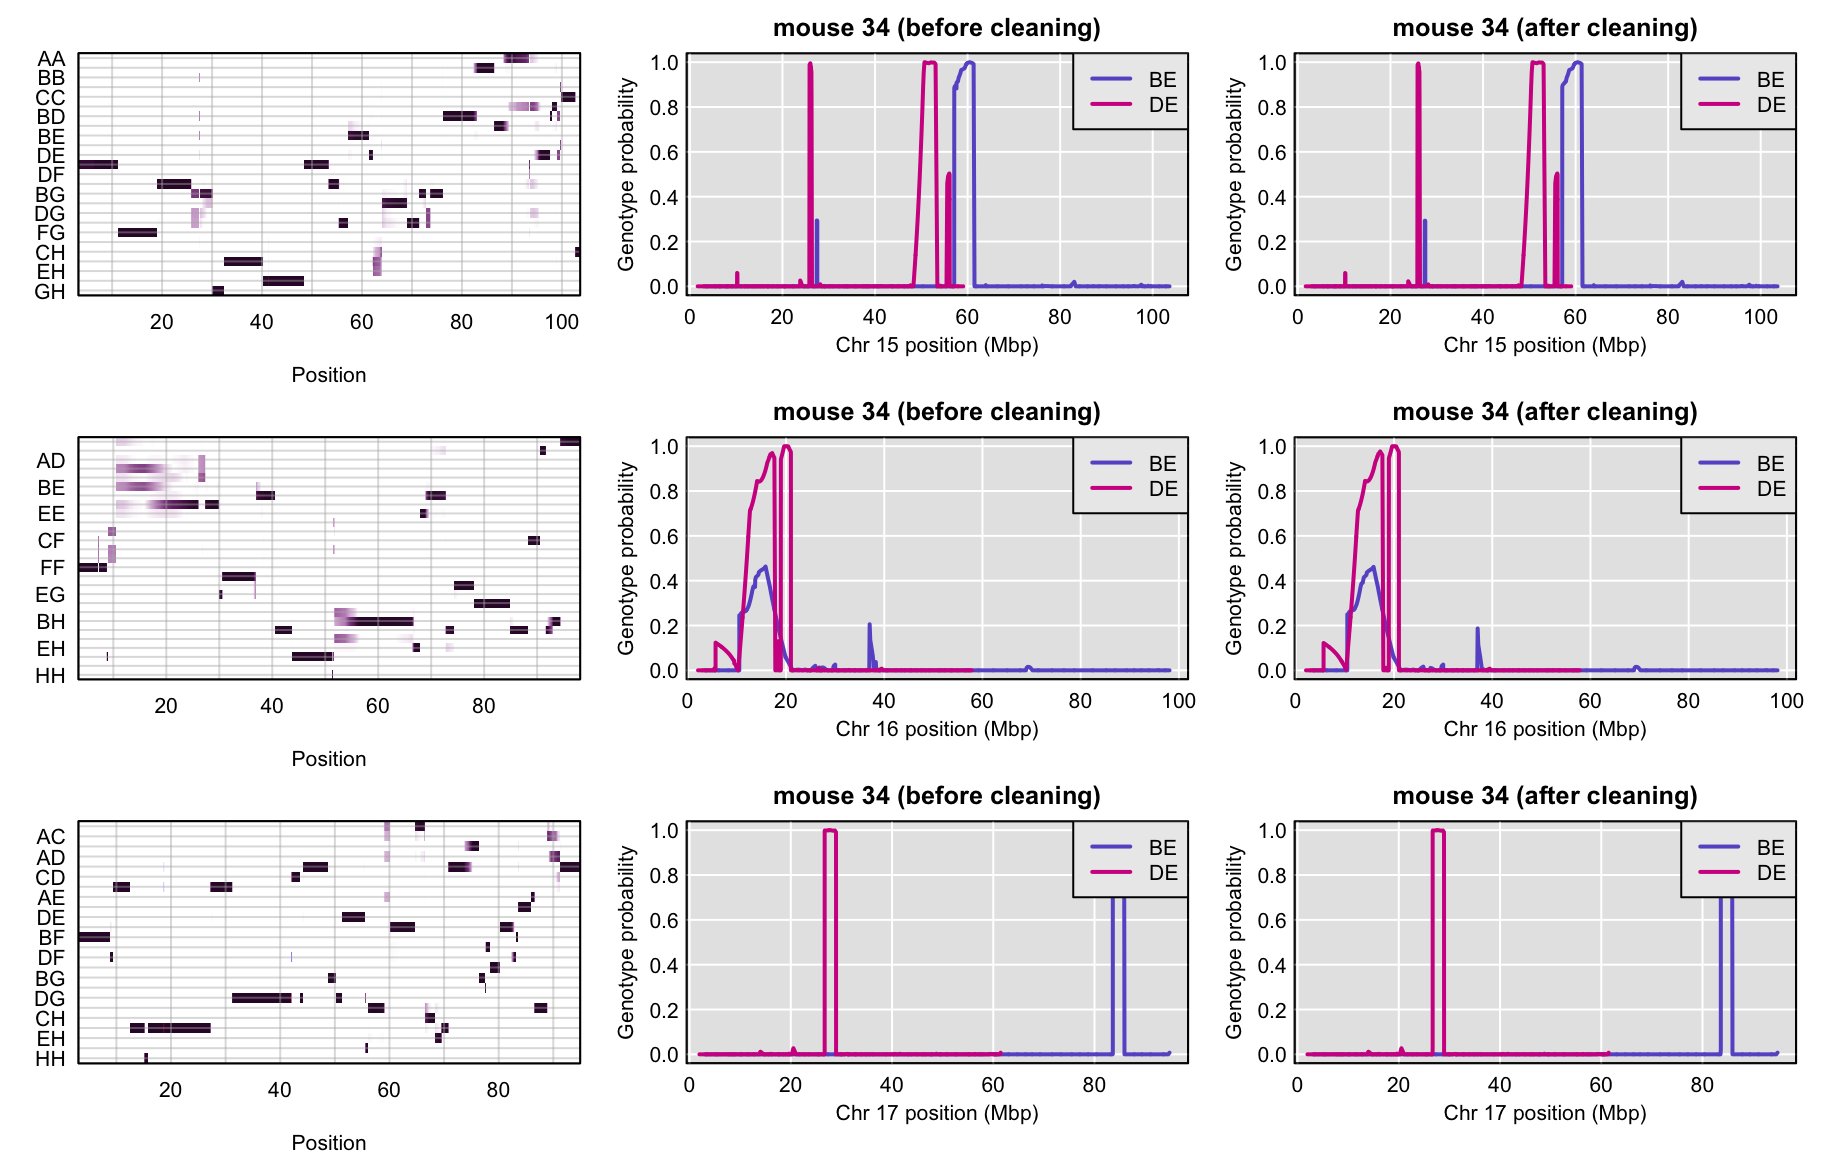 mouse 34 (before cleaning)
mouse 34 (after cleaning)
AA
BB
CC
BD
BE
DE
DF
BG
DG
FG
CH
EH
GH
20 40 60 80 100
Position
Genotype probability
1.0
0.8
0.6
0.4
0.2
0.0
BE
DE
0 20 40 60 80 100
Chr 15 position (Mbp)
Genotype probability
1.0
0.8
0.6
0.4
0.2
0.0
BE
DE
0 20 40 60 80 100
Chr 15 position (Mbp)
mouse 34 (before cleaning)
mouse 34 (after cleaning)
AD
BE
EE
CF
FF
EG
BH
EH
HH
20 40 60 80
Position
Genotype probability
1.0
0.8
0.6
0.4
0.2
0.0
BE
DE
0 20 40 60 80 100
Chr 16 position (Mbp)
Genotype probability
1.0
0.8
0.6
0.4
0.2
0.0
BE
DE
0 20 40 60 80 100
Chr 16 position (Mbp)
mouse 34 (before cleaning)
mouse 34 (after cleaning)
AC
AD
CD
AE
DE
BF
DF
BG
DG
CH
EH
HH
20 40 60 80
Position
Genotype probability
1.0
0.8
0.6
0.4
0.2
0.0
BE
DE
0 20 40 60 80
Chr 17 position (Mbp)
Genotype probability
1.0
0.8
0.6
0.4
0.2
0.0
BE
DE
0 20 40 60 80
Chr 17 position (Mbp)